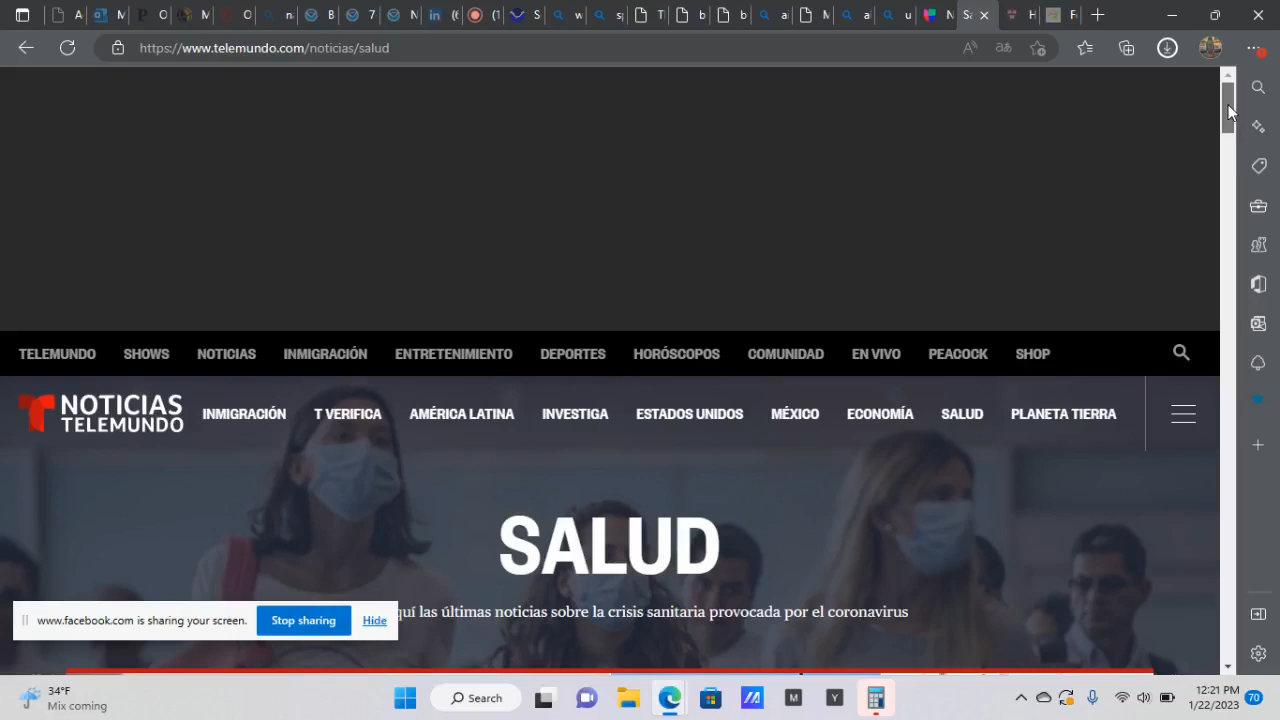 https://www.telemundo.com/noticias/salud
TELEMUNDO SHOWS NOTICIAS INMIGRACIÓN ENTRETENIMIENTO DEPORTES HORÓSCOPOS COMUNIDAD EN VIVO PEACOCK SHOP
NOTICIAS
TELEMUNDO
INMIGRACIÓN T VERIFICA AMÉRICA LATINA INVESTIGA ESTADOS UNIDOS MÉXICO ECONOMÍA SALUD PLANETA TIERRA
SALUD
las últimas noticias sobre la crisis sanitaria provocada por el coronavirus
www.facebook.com is sharing your screen. Stop sharing Hide
34°F
Mix coming
Search
M
Y
12:21 PM
1/22/2023
70